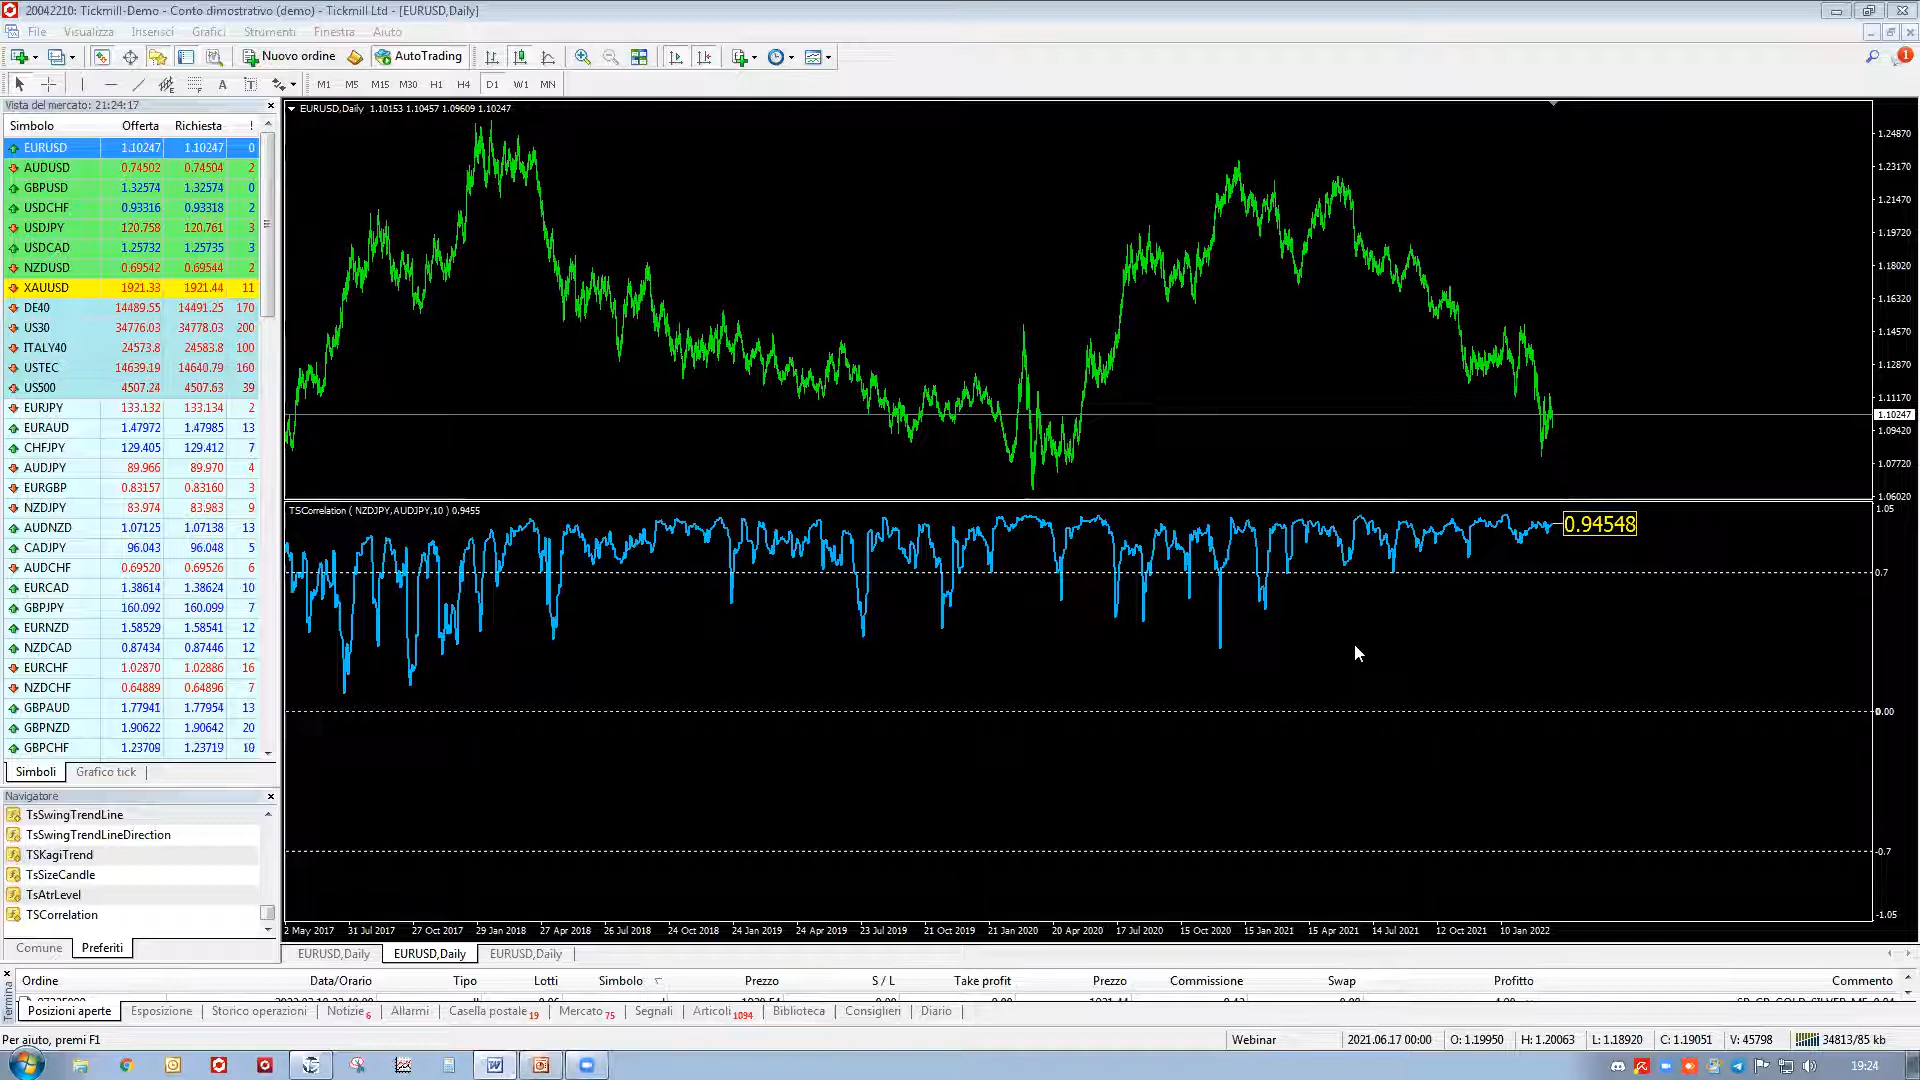 20042210: Tickmill-Demo - Conto dimostrativo (demo) - Tickmill Ltd - [EURUSD,Daily]
File Visualizza Inserisci Grafici Strumenti Finestra Aiuto
Nuovo ordine AutoTrading 1
A T M1 M5 M15 M30 H1 H4 D1 W1 MN
Vista del mercato: 21:24:17
Simbolo Offerta Richiesta !
EURUSD 1.10247 1.10247 0
AUDUSD 0.74502 0.74504 2
GBPUSD 1.32574 1.32574 0
USDCHF 0.93316 0.93318 2
USDJPY 120.758 120.761 3
USDCAD 1.25732 1.25735 3
NZDUSD 0.69542 0.69544 2
XAUUSD 1921.33 1921.44 11
DE40 14489.55 14491.25 170
US30 34776.03 34778.03 200
ITALY40 24573.8 24583.8 100
USTEC 14639.19 14640.79 160
US500 4507.24 4507.63 39
EURJPY 133.132 133.134 2
EURAUD 1.47972 1.47985 13
CHFJPY 129.405 129.412 7
AUDJPY 89.966 89.970 4
EURGBP 0.83157 0.83160 3
NZDJPY 83.974 83.983 9
AUDNZD 1.07125 1.07138 13
CADJPY 96.043 96.048 5
AUDCHF 0.69520 0.69526 6
EURCAD 1.38614 1.38624 10
GBPJPY 160.092 160.099 7
EURNZD 1.58529 1.58541 12
NZDCAD 0.87434 0.87446 12
EURCHF 1.02870 1.02886 16
NZDCHF 0.64889 0.64896 7
GBPAUD 1.77941 1.77954 13
GBPNZD 1.90622 1.90642 20
GBPCHF 1.23709 1.23719 10
Simboli Grafico tick
Navigatore
TsSwingTrendLine
TsSwingTrendLineDirection
TSKagiTrend
TsSizeCandle
TsAtrLevel
TSCorrelation
Comune Preferiti
EURUSD,Daily 1.10153 1.10457 1.09609 1.10247
1.24870
1.23170
1.21470
1.19720
1.18020
1.16320
1.14570
1.12870
1.11170
1.10247
1.09420
1.07720
1.06020
TSCorrelation ( NZDJPY,AUDJPY,10 ) 0.9455
0.94548
1.05
0.7
0.00
-0.7
-1.05
2 May 2017 31 Jul 2017 27 Oct 2017 29 Jan 2018 27 Apr 2018 26 Jul 2018 24 Oct 2018 24 Jan 2019 24 Apr 2019 24 Jul 2019 21 Oct 2019 21 Jan 2020 20 Apr 2020 17 Jul 2020 15 Oct 2020 15 Jan 2021 15 Apr 2021 14 Jul 2021 12 Oct 2021 10 Jan 2022
EURUSD,Daily EURUSD,Daily EURUSD,Daily
Ordine Data/Orario Tipo Lotti Simbolo Prezzo S / L Take profit Prezzo Commissione Swap Profitto Commento
Posizioni aperte Esposizione Storico operazioni Notizie 6 Allarmi Casella postale 19 Mercato 75 Segnali Articoli 1094 Biblioteca Consiglieri Diario
Per aiuto, premi F1 Webinar 2021.06.17 00:00 O: 1.19950 H: 1.20063 L: 1.18920 C: 1.19051 V: 45798 34813/85 kb
19:24